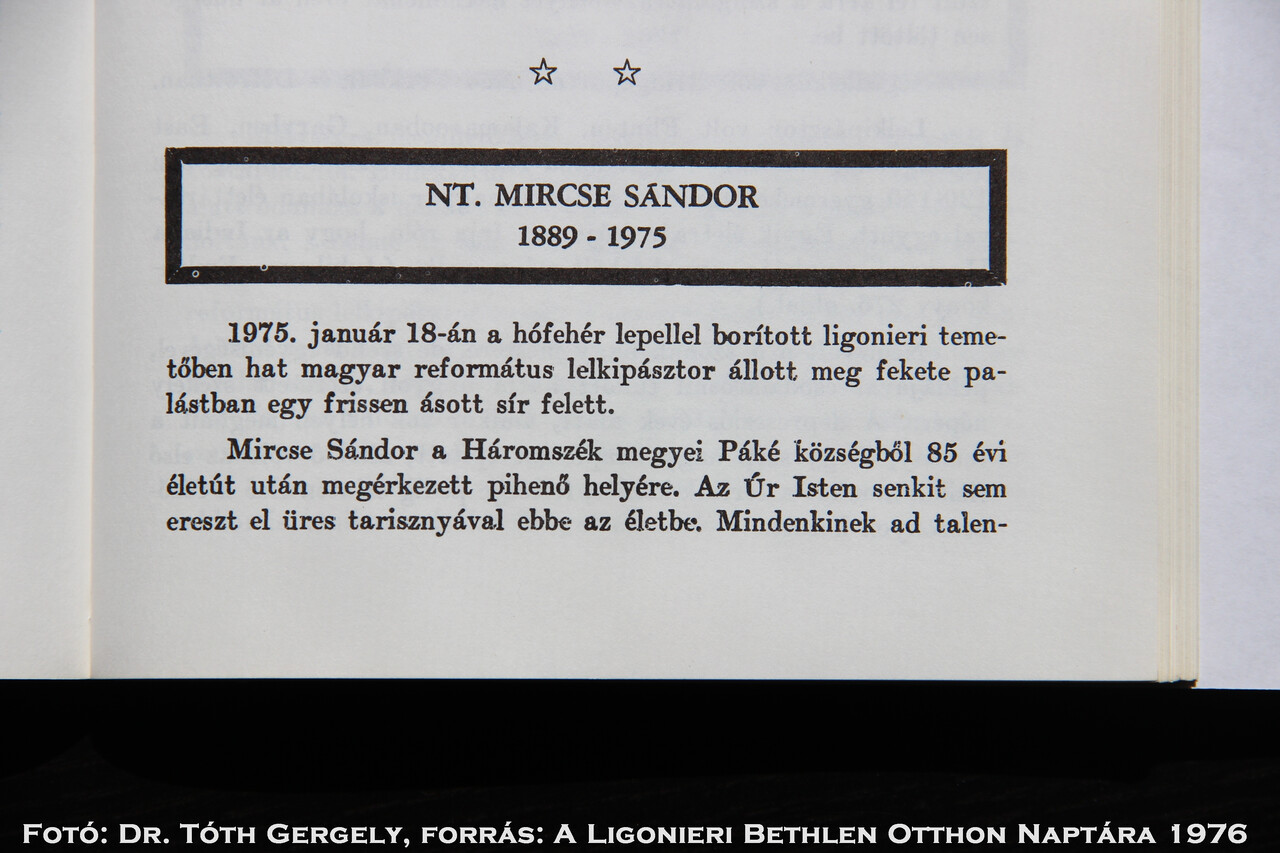 ☆ ☆
NT. MIRCSE SÁNDOR
1889 - 1975
1975. január 18-án a hófehér lepellel borított ligonieri teme-
tőben hat magyar református lelkipásztor állott meg fekete pa-
lástban egy frissen ásott sír felett.
Mircse Sándor a Háromszék megyei Páké községből 85 évi
életút után megérkezett pihenő helyére. Az Úr Isten senkit sem
ereszt el üres tarisznyával ebbe az életbe. Mindenkinek ad talen-
Fotó: Dr. Tóth Gergely, forrás: A Ligonieri Bethlen Otthon Naptára 1976